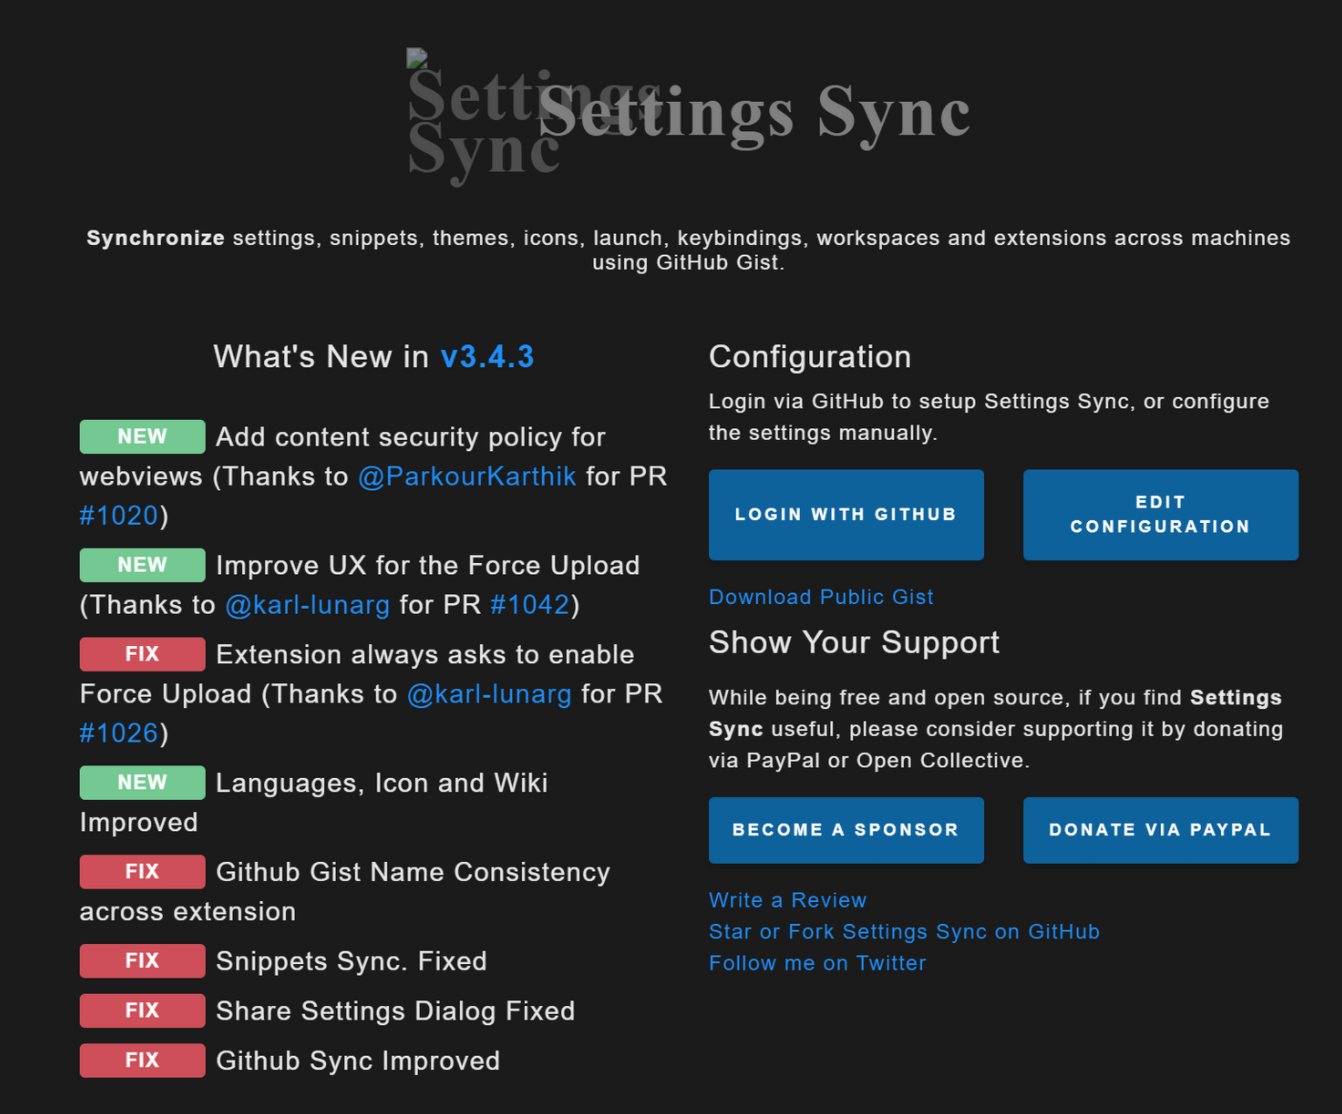 Settings
Sync
Settings Sync
Synchronize settings, snippets, themes, icons, launch, keybindings, workspaces and extensions across machines
using GitHub Gist.
What's New in v3.4.3
NEW Add content security policy for
webviews (Thanks to @ParkourKarthik for PR
#1020)
NEW Improve UX for the Force Upload
(Thanks to @karl-lunarg for PR #1042)
FIX Extension always asks to enable
Force Upload (Thanks to @karl-lunarg for PR
#1026)
NEW Languages, Icon and Wiki
Improved
FIX Github Gist Name Consistency
across extension
FIX Snippets Sync. Fixed
FIX Share Settings Dialog Fixed
FIX Github Sync Improved
Configuration
Login via GitHub to setup Settings Sync, or configure
the settings manually.
LOGIN WITH GITHUB
EDIT
CONFIGURATION
Download Public Gist
Show Your Support
While being free and open source, if you find Settings
Sync useful, please consider supporting it by donating
via PayPal or Open Collective.
BECOME A SPONSOR
DONATE VIA PAYPAL
Write a Review
Star or Fork Settings Sync on GitHub
Follow me on Twitter